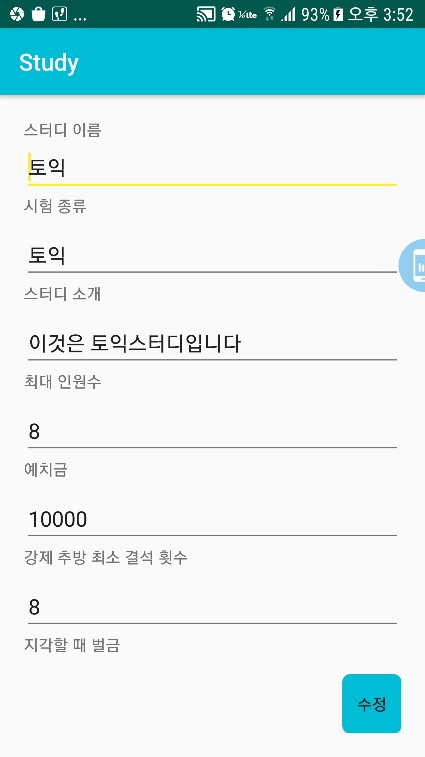 ... 93% 오후 3:52
Study
스터디 이름
토익
시험 종류
토익
스터디 소개
이것은 토익스터디입니다
최대 인원수
8
예치금
10000
강제 추방 최소 결석 횟수
8
지각할 때 벌금
수정